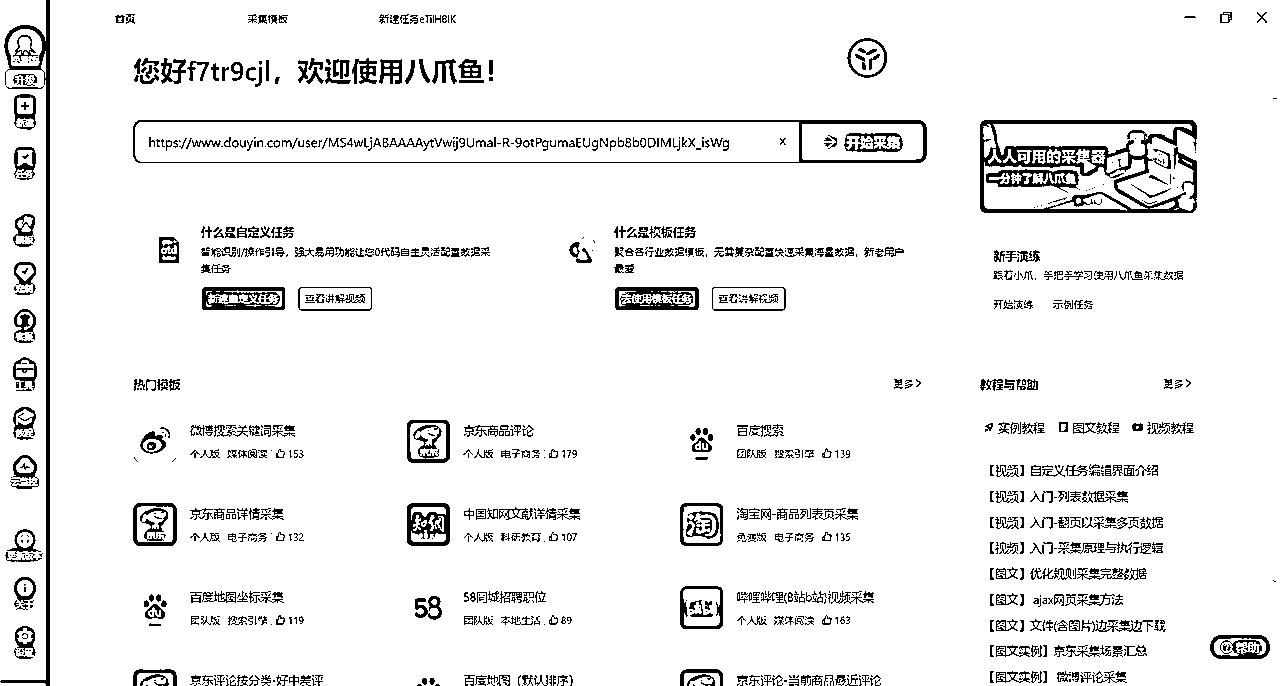 首页
采集模板
新建任务eTilH8IK
您好f7tr9cjl，欢迎使用八爪鱼！
https://www.douyin.com/user/MS4wLjABAAAAytVwij9Umal-R-9otPgumaEUgNpb8b0DIMLjkX_isWg
开始采集
人人可用的采集器
一分钟了解八爪鱼
什么是自定义任务
智能识别/操作引导，强大易用功能让您0代码自主灵活配置数据采
集任务
新建自定义任务
查看讲解视频
什么是模板任务
聚合各行业数据模板，无需复杂配置快速采集海量数据，新老用户
最爱
去使用模板任务
查看讲解视频
新手演练
跟着小爪，手把手学习使用八爪鱼采集数据
开始演练 示例任务
热门模板
更多>
微博搜索关键词采集
个人版 媒体阅读 153
京东商品评论
个人版 电子商务 179
百度搜索
团队版 搜索引擎 139
京东商品详情采集
个人版 电子商务 132
中国知网文献详情采集
个人版 科研教育 107
淘宝网-商品列表页采集
免费版 电子商务 135
百度地图坐标采集
团队版 搜索引擎 119
58
58同城招聘职位
团队版 本地生活 89
哔哩哔哩(B站b站)视频采集
个人版 媒体阅读 163
京东评论按分类-好中差评
百度地图（默认排序）
京东评论-当前商品最近评论
教程与帮助
更多>
实例教程 图文教程 视频教程
【视频】自定义任务编辑界面介绍
【视频】入门-列表数据采集
【视频】入门-翻页以采集多页数据
【视频】入门-采集原理与执行逻辑
【图文】优化规则采集完整数据
【图文】ajax网页采集方法
【图文】文件(含图片)边采集边下载
【图文实例】京东采集场景汇总
【图文实例】微博评论采集
帮助
升级
工具
关于
设置